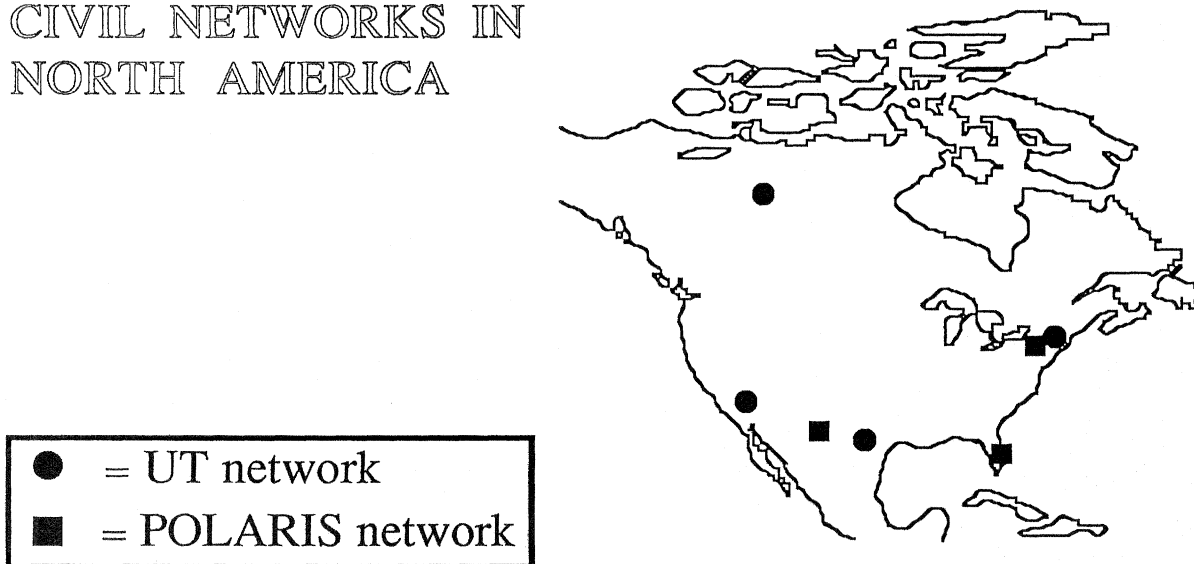 CIVIL NETWORKS IN
NORTH AMERICA
= UT network
= POLARIS network